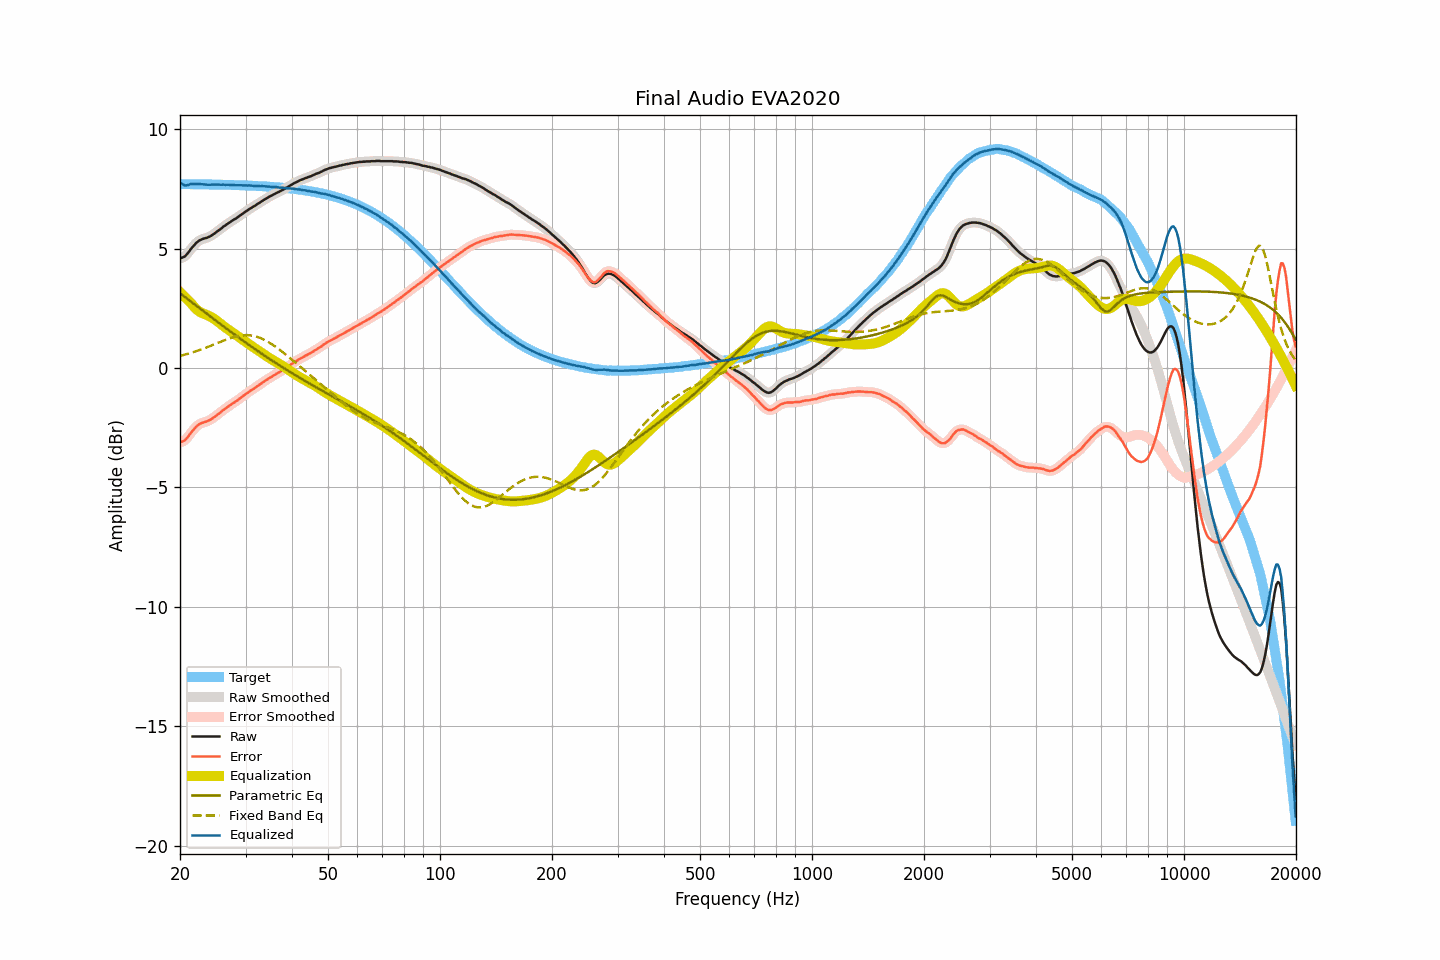 Final Audio EVA2020
10
5
0
−5
−10
−15
−20
Amplitude (dBr)
Target
Raw Smoothed
Error Smoothed
Raw
Error
Equalization
Parametric Eq
Fixed Band Eq
Equalized
20 50 100 200 500 1000 2000 5000 10000 20000
Frequency (Hz)